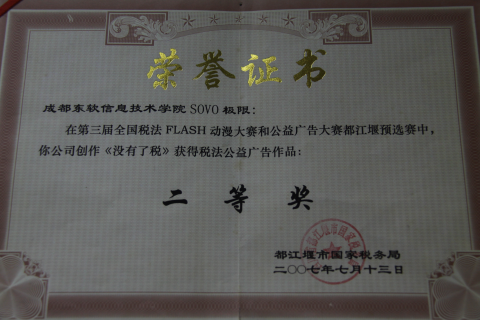 荣誉证书
成都东软信息技术学院 SOVO 极限：
在第三届全国税法 FLASH 动漫大赛和公益广告大赛都江堰预选赛中，
你公司创作《没有了税》获得税法公益广告作品：
二等奖
都江堰市国家税务局
二〇〇七年七月十三日